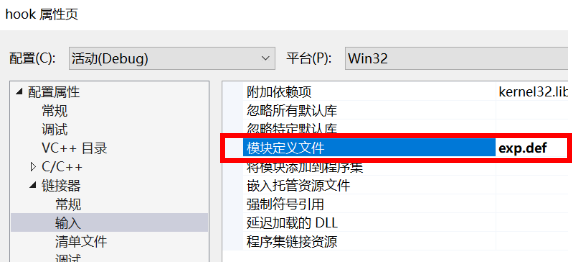 hook 属性页
配置(C): 活动(Debug) 平台(P): Win32
配置属性
常规
调试
VC++ 目录
C/C++
链接器
常规
输入
清单文件
调试
附加依赖项 kernel32.lib
忽略所有默认库
忽略特定默认库
模块定义文件 exp.def
将模块添加到程序集
嵌入托管资源文件
强制符号引用
延迟加载的 DLL
程序集链接资源